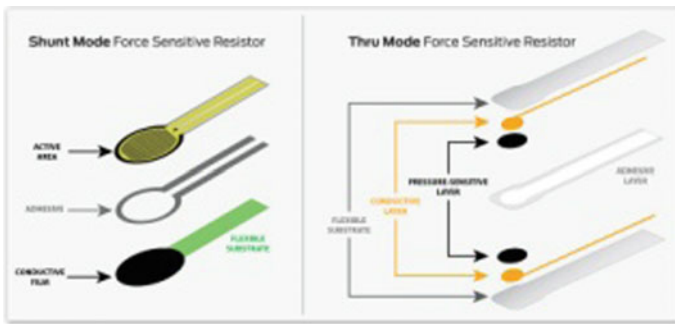 Shunt Mode Force Sensitive Resistor
ACTIVE
AREA
ADHESIVE
FLEXIBLE
SUBSTRATE
CONDUCTIVE
FILM
Thru Mode Force Sensitive Resistor
PRESSURE-SENSITIVE
LAYER
CONDUCTIVE
LAYER
FLEXIBLE
SUBSTRATE
ADHESIVE
LAYER